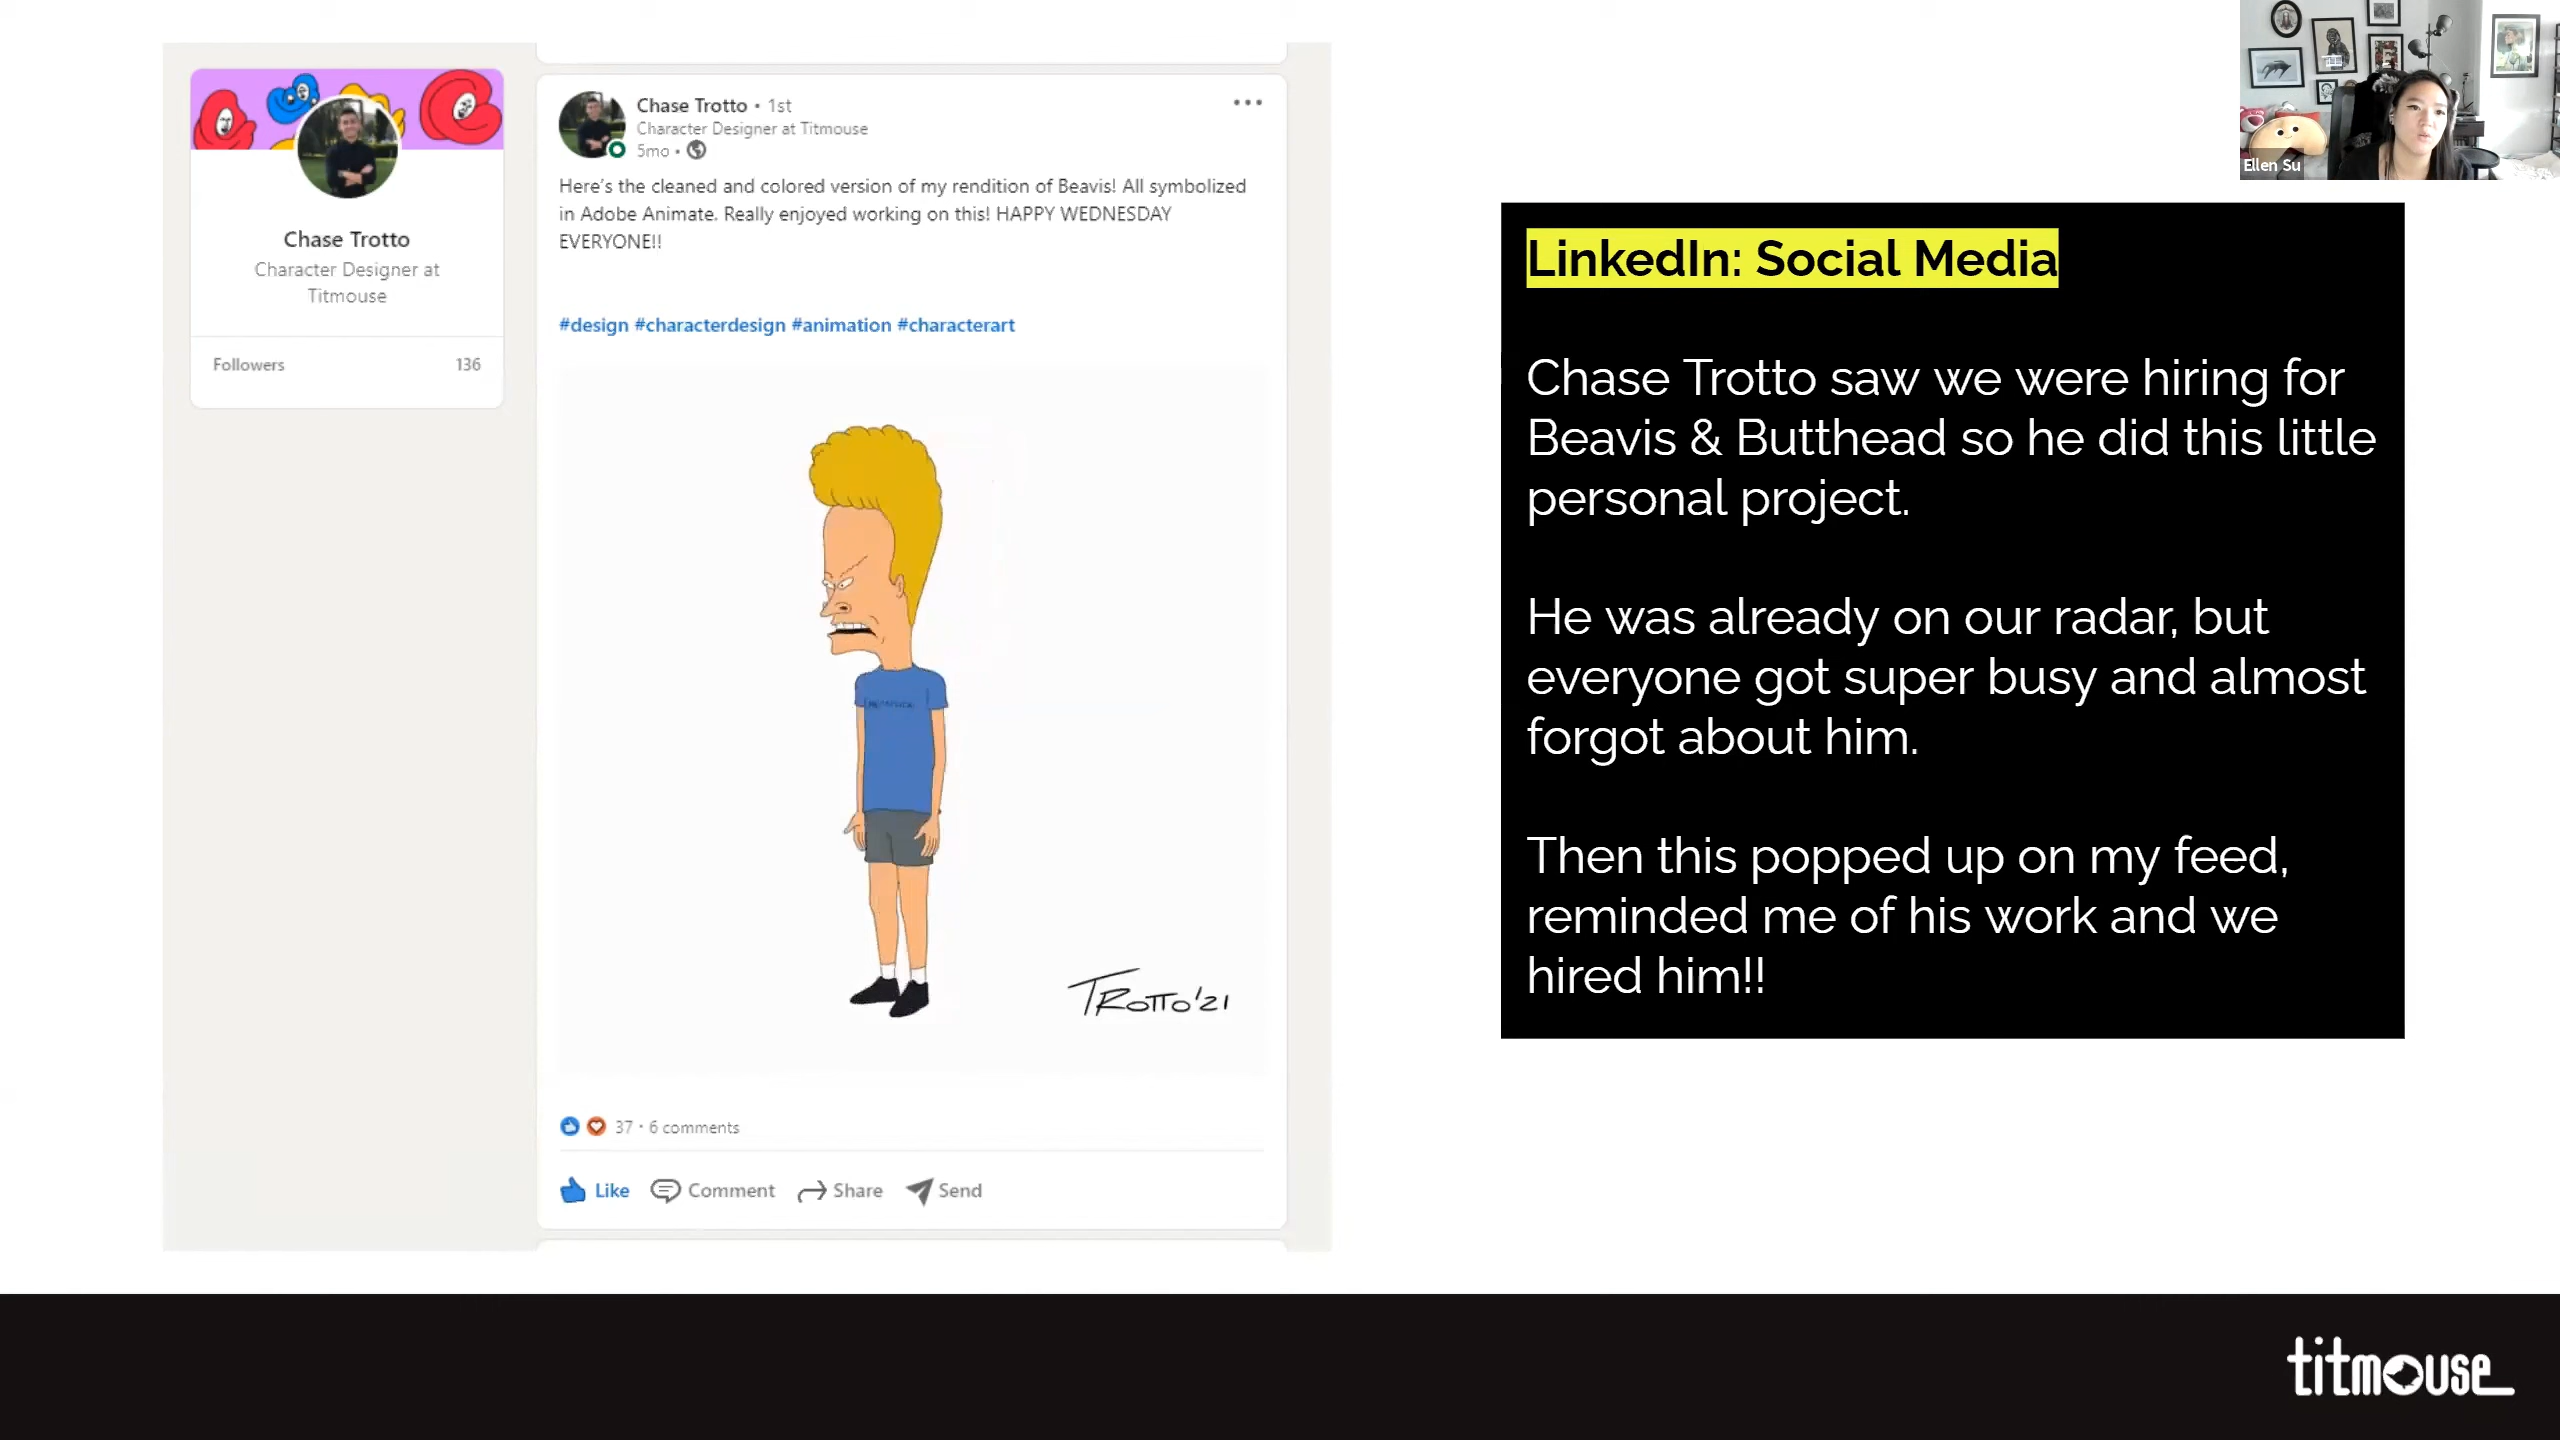 Chase Trotto
Character Designer at
Titmouse
Followers 136
Chase Trotto • 1st
Character Designer at Titmouse
5mo •
Here's the cleaned and colored version of my rendition of Beavis! All symbolized
in Adobe Animate. Really enjoyed working on this! HAPPY WEDNESDAY
EVERYONE!!
#design #characterdesign #animation #characterart
TROTTO '21
37 • 6 comments
Like Comment Share Send
Ellen Su
LinkedIn: Social Media
Chase Trotto saw we were hiring for
Beavis & Butthead so he did this little
personal project.
He was already on our radar, but
everyone got super busy and almost
forgot about him.
Then this popped up on my feed,
reminded me of his work and we
hired him!!
titmouse